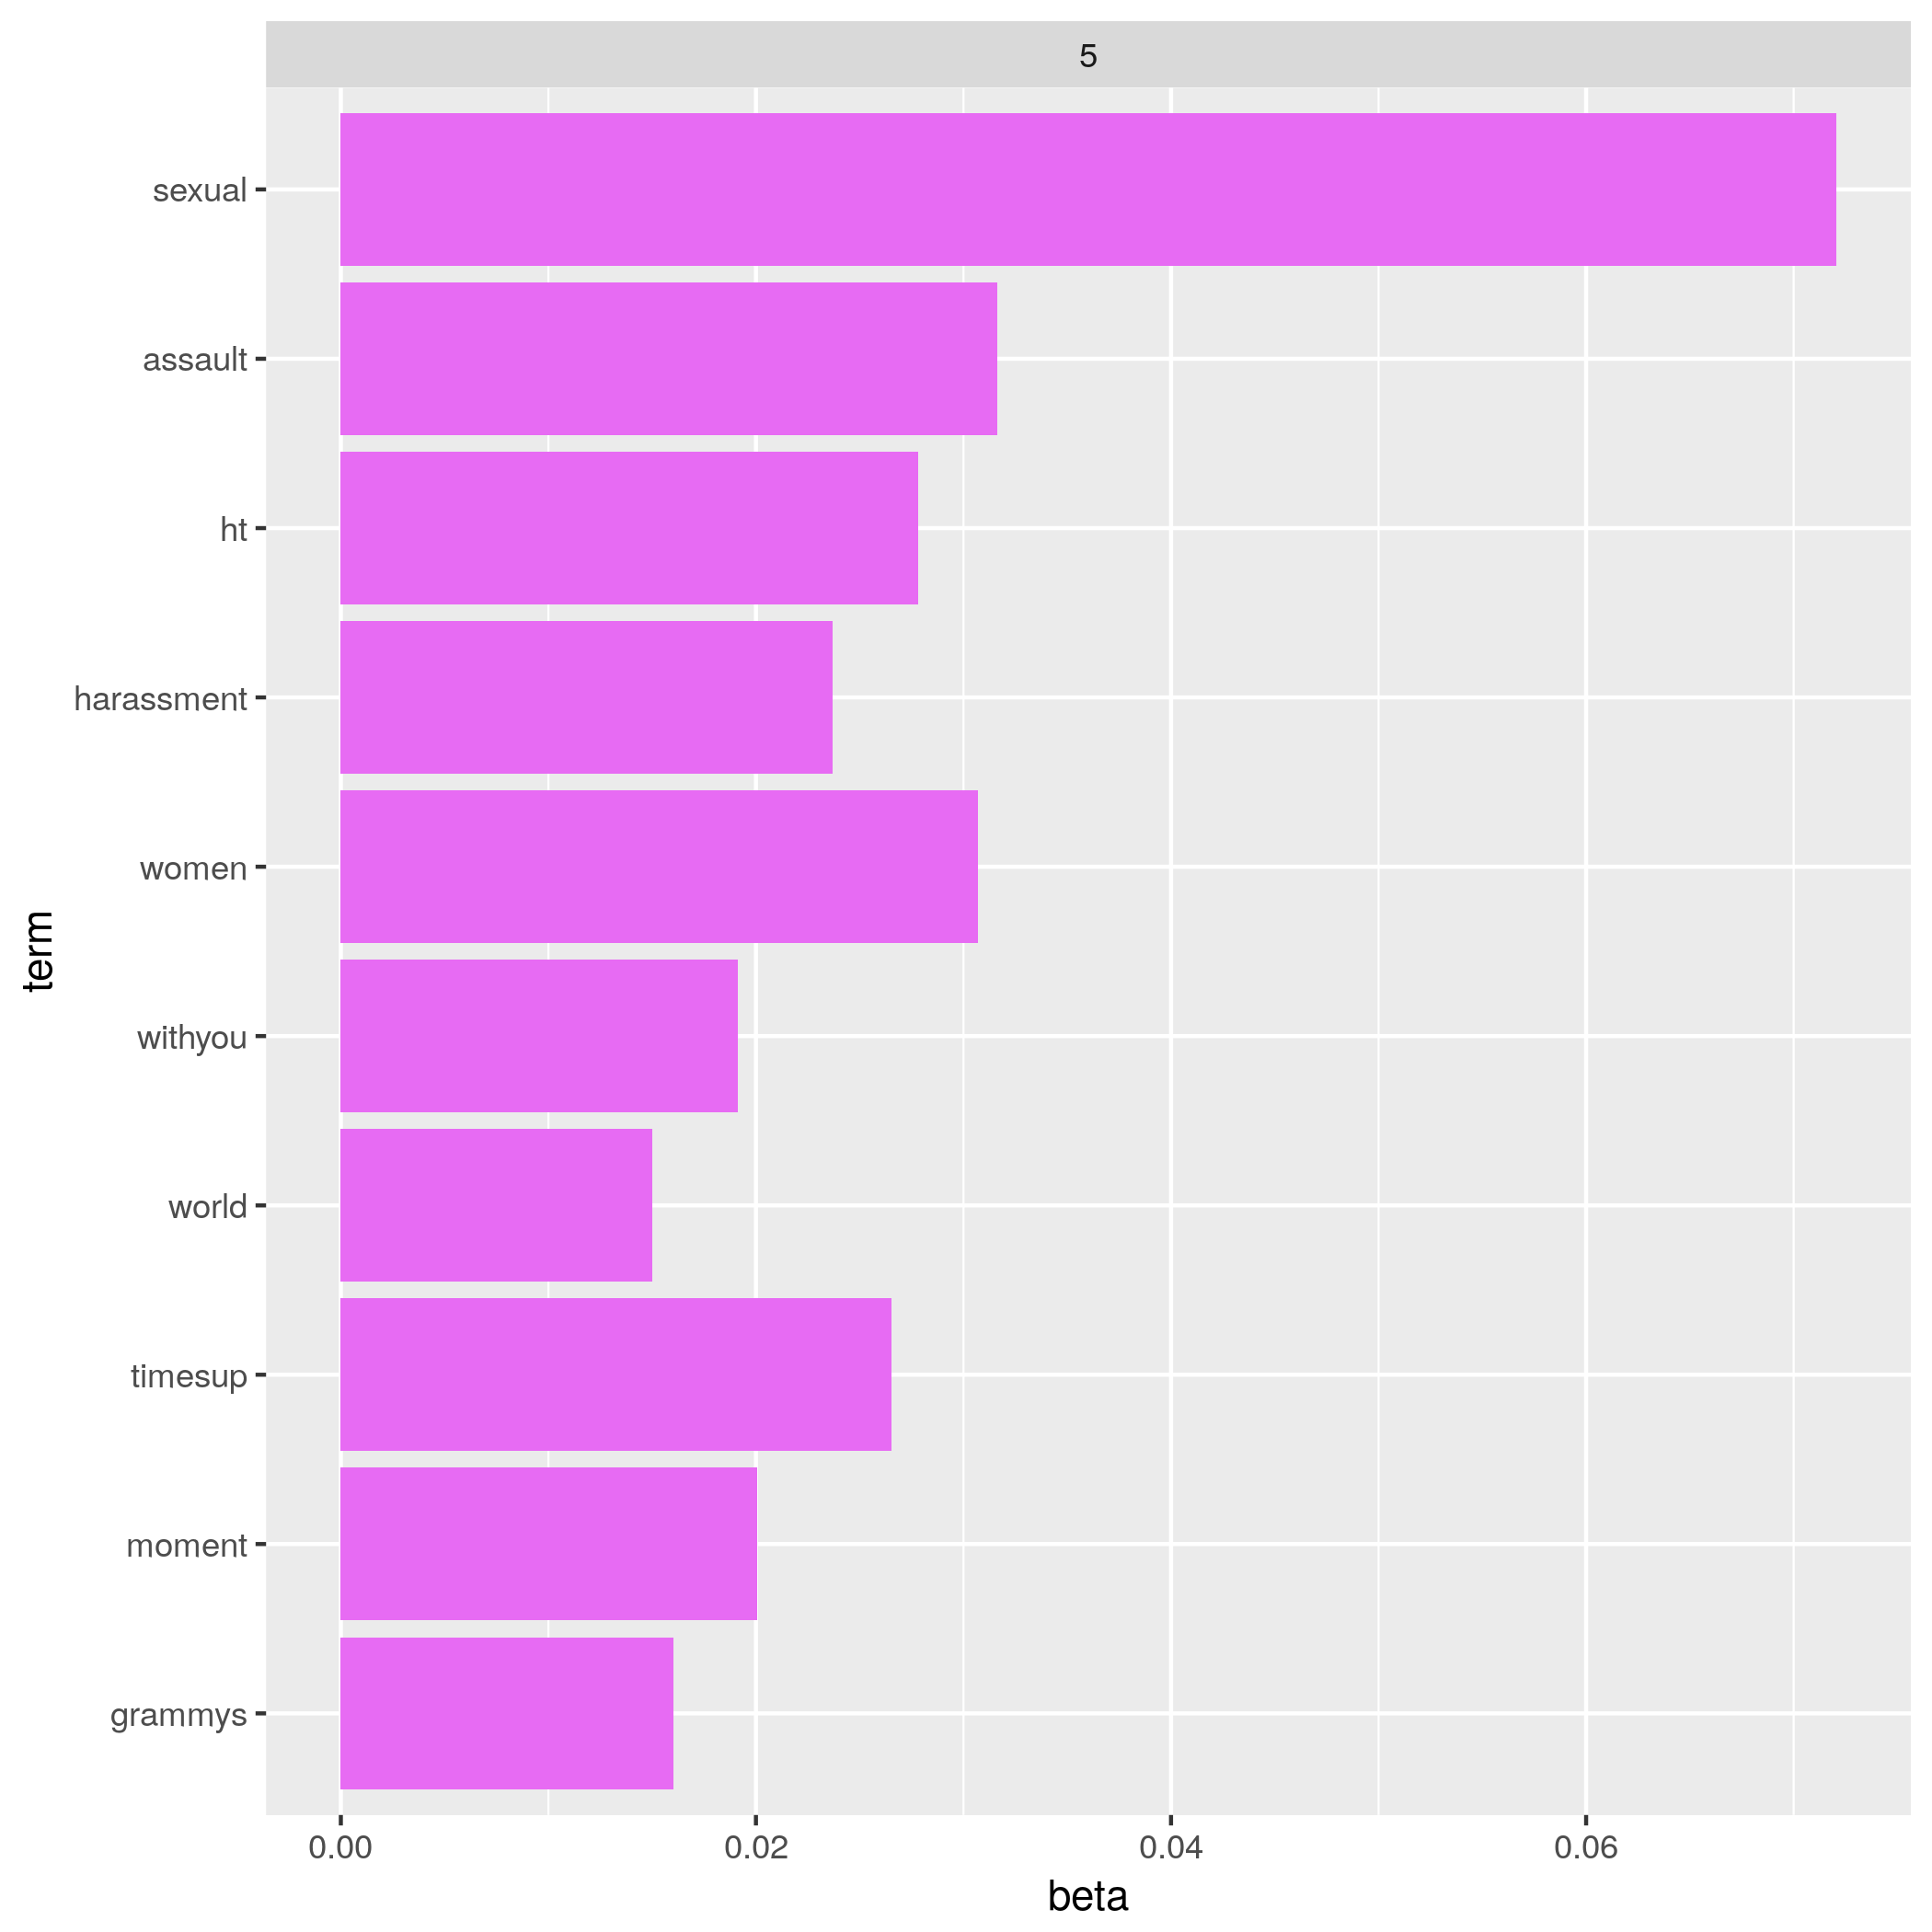 5
sexual
assault
ht
harassment
women
withyou
world
timesup
moment
grammys
term
0.00 0.02 0.04 0.06
beta